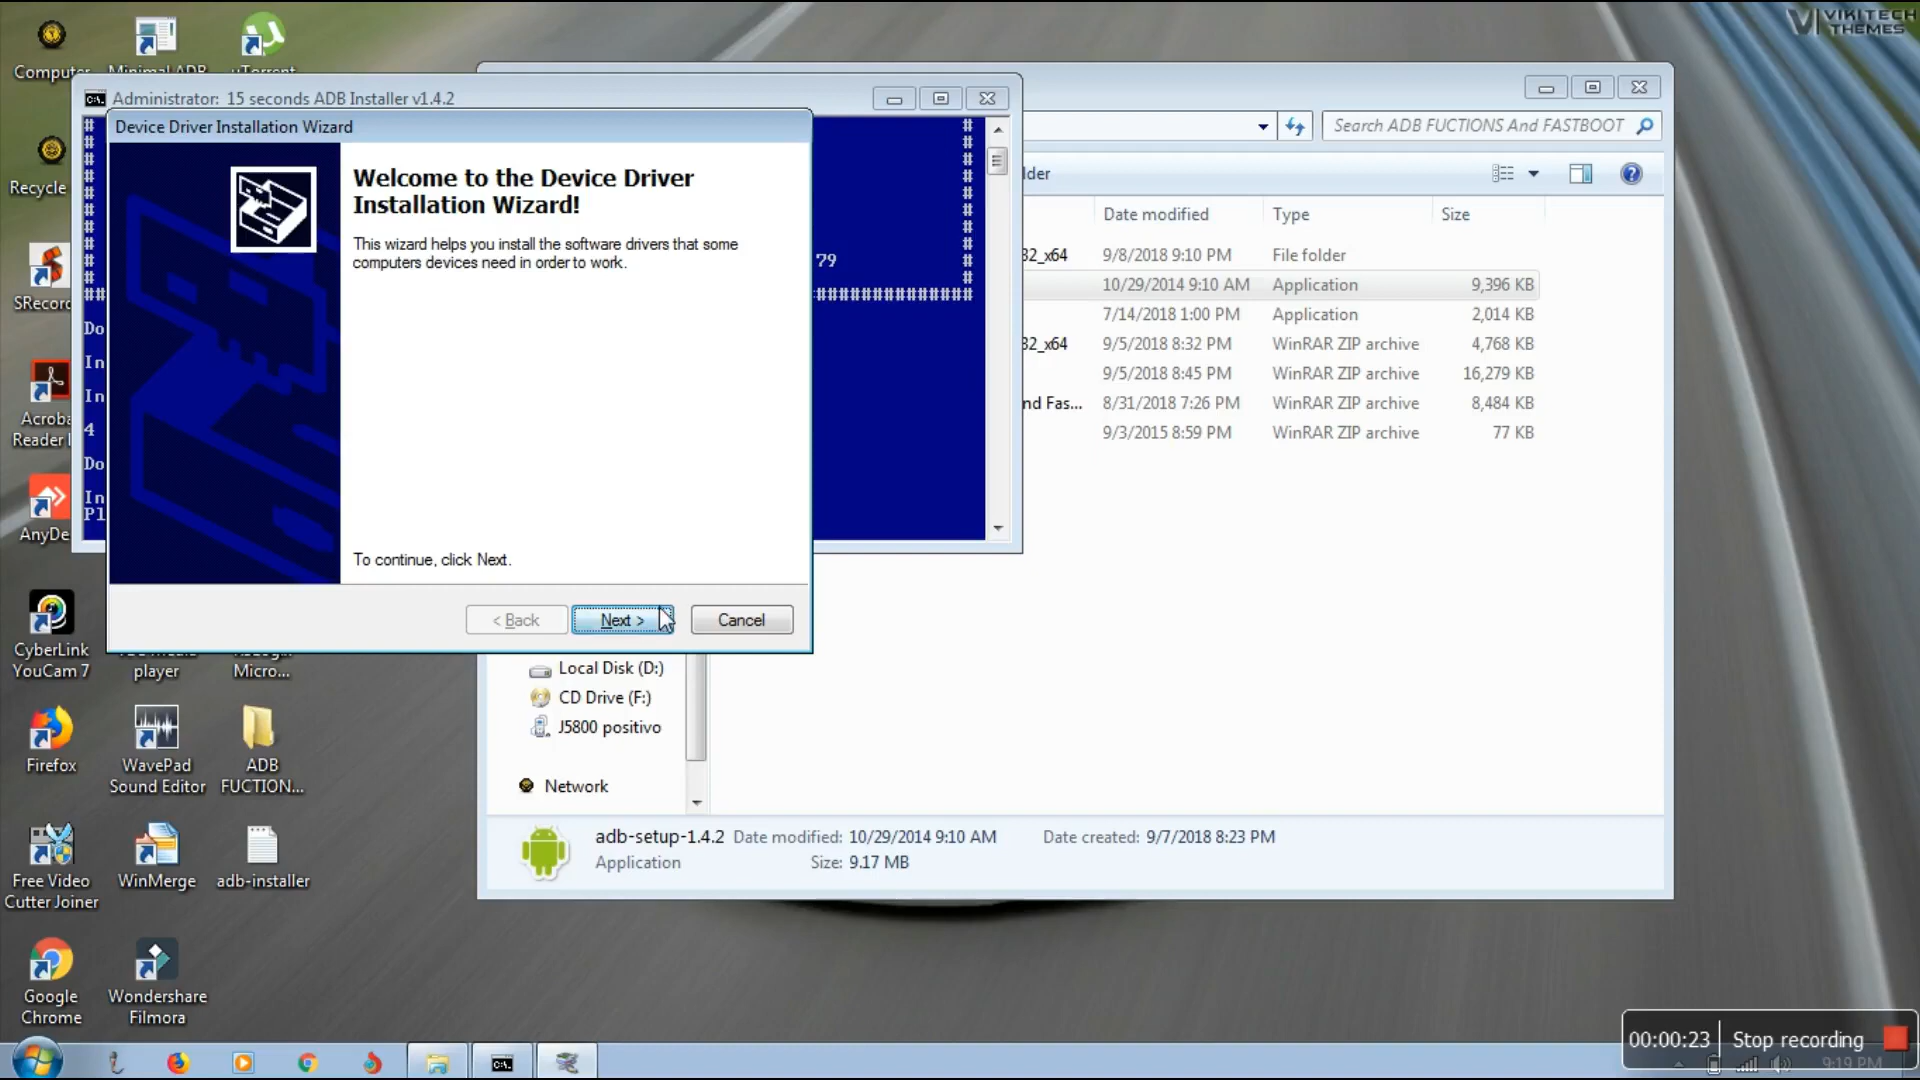 VIKITECH
THEMES
Computer
Minimal ADB
uTorrent
Recycle
SRecord
Acroba
Reader
AnyDe
CyberLink
YouCam 7
player
Micro...
Firefox
WavePad
Sound Editor
ADB
FUCTION...
Free Video
Cutter Joiner
WinMerge
adb-installer
Google
Chrome
Wondershare
Filmora
Administrator: 15 seconds ADB Installer v1.4.2
79
##############
Do
In
In
4
Do
In
Pl
Device Driver Installation Wizard
Welcome to the Device Driver
Installation Wizard!
This wizard helps you install the software drivers that some
computers devices need in order to work.
To continue, click Next.
< Back
Next >
Cancel
Search ADB FUCTIONS And FASTBOOT
lder
Date modified Type Size
32_x64 9/8/2018 9:10 PM File folder
10/29/2014 9:10 AM Application 9,396 KB
7/14/2018 1:00 PM Application 2,014 KB
32_x64 9/5/2018 8:32 PM WinRAR ZIP archive 4,768 KB
9/5/2018 8:45 PM WinRAR ZIP archive 16,279 KB
nd Fas... 8/31/2018 7:26 PM WinRAR ZIP archive 8,484 KB
9/3/2015 8:59 PM WinRAR ZIP archive 77 KB
Local Disk (D:)
CD Drive (F:)
J5800 positivo
Network
adb-setup-1.4.2 Date modified: 10/29/2014 9:10 AM Date created: 9/7/2018 8:23 PM
Application Size: 9.17 MB
00:00:23 Stop recording
9:19 PM